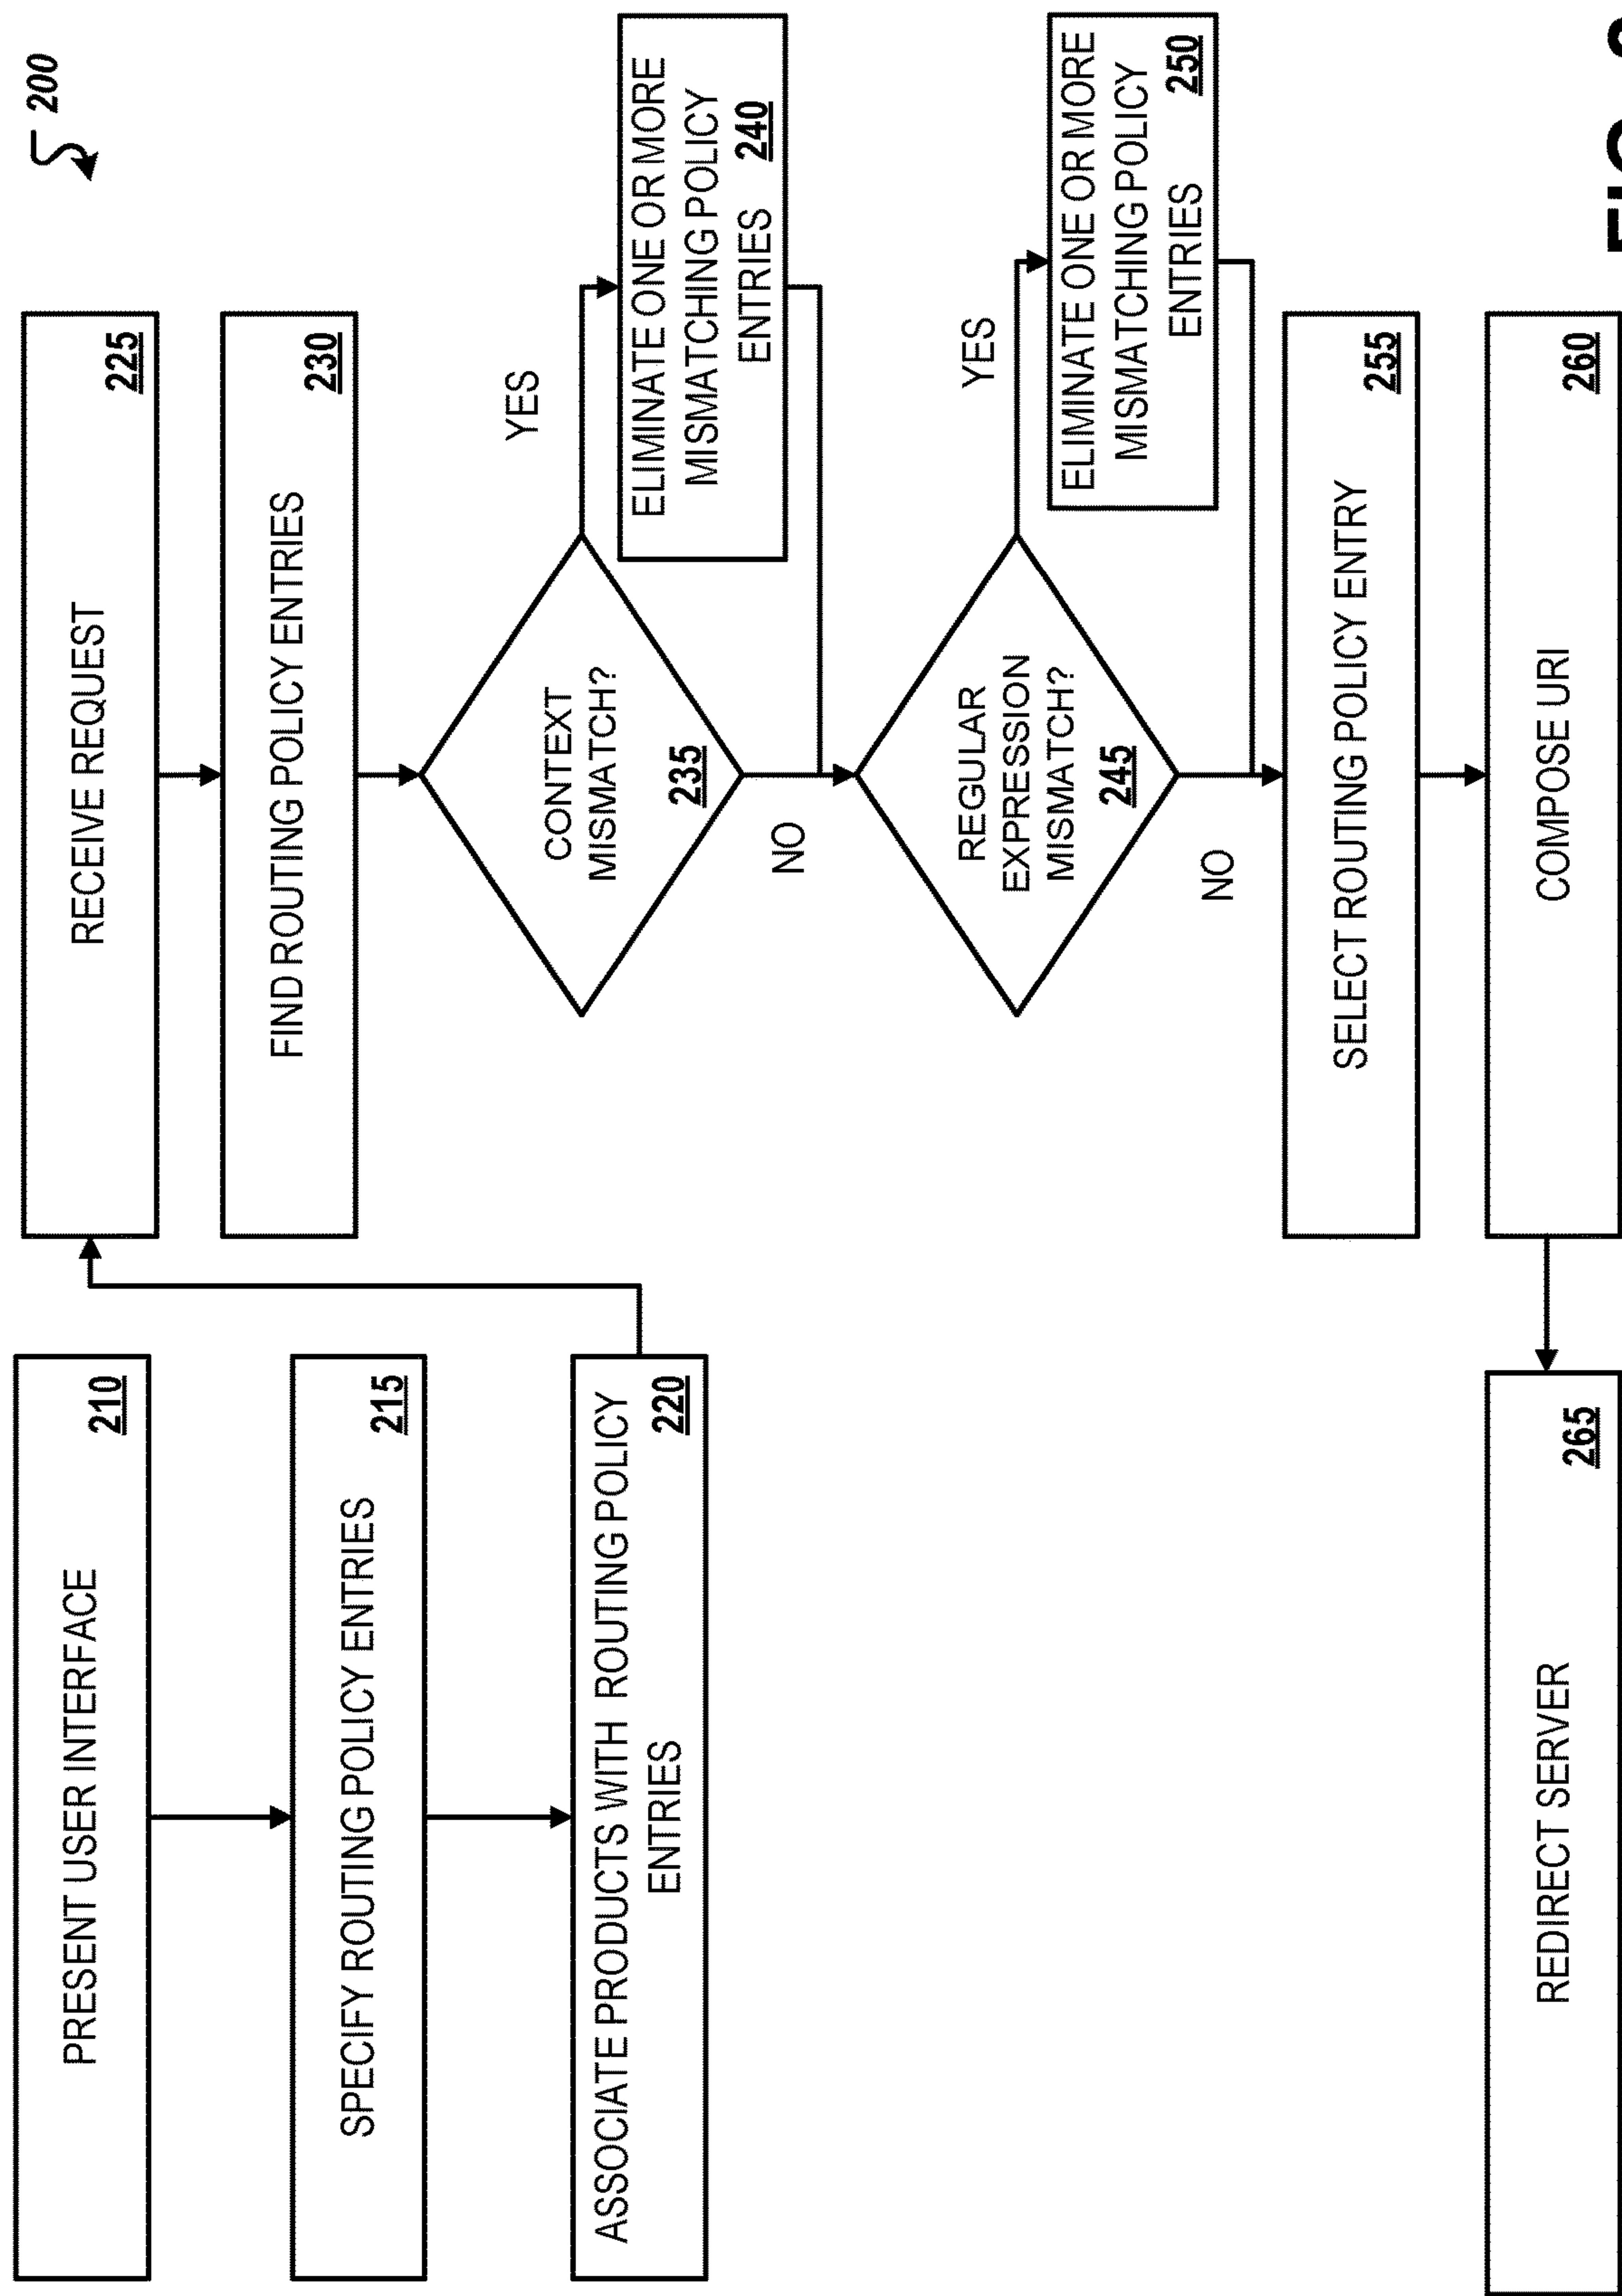 200
PRESENT USER INTERFACE
210
SPECIFY ROUTING POLICY ENTRIES
215
ASSOCIATE PRODUCTS WITH ROUTING POLICY
ENTRIES
220
RECEIVE REQUEST
225
FIND ROUTING POLICY ENTRIES
230
CONTEXT
MISMATCH?
235
YES
ELIMINATE ONE OR MORE
MISMATCHING POLICY
ENTRIES 240
NO
REGULAR
EXPRESSION
MISMATCH?
245
YES
ELIMINATE ONE OR MORE
MISMATCHING POLICY
ENTRIES 250
NO
SELECT ROUTING POLICY ENTRY
255
COMPOSE URI
260
REDIRECT SERVER
265